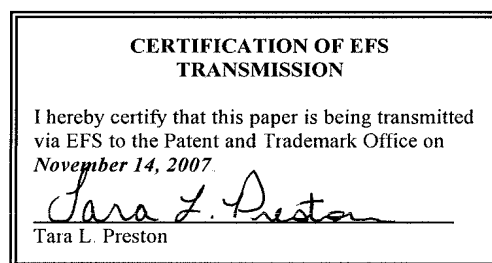 CERTIFICATION OF EFS
TRANSMISSION
I hereby certify that this paper is being transmitted
via EFS to the Patent and Trademark Office on
November 14, 2007
Tara L. Preston
Tara L. Preston